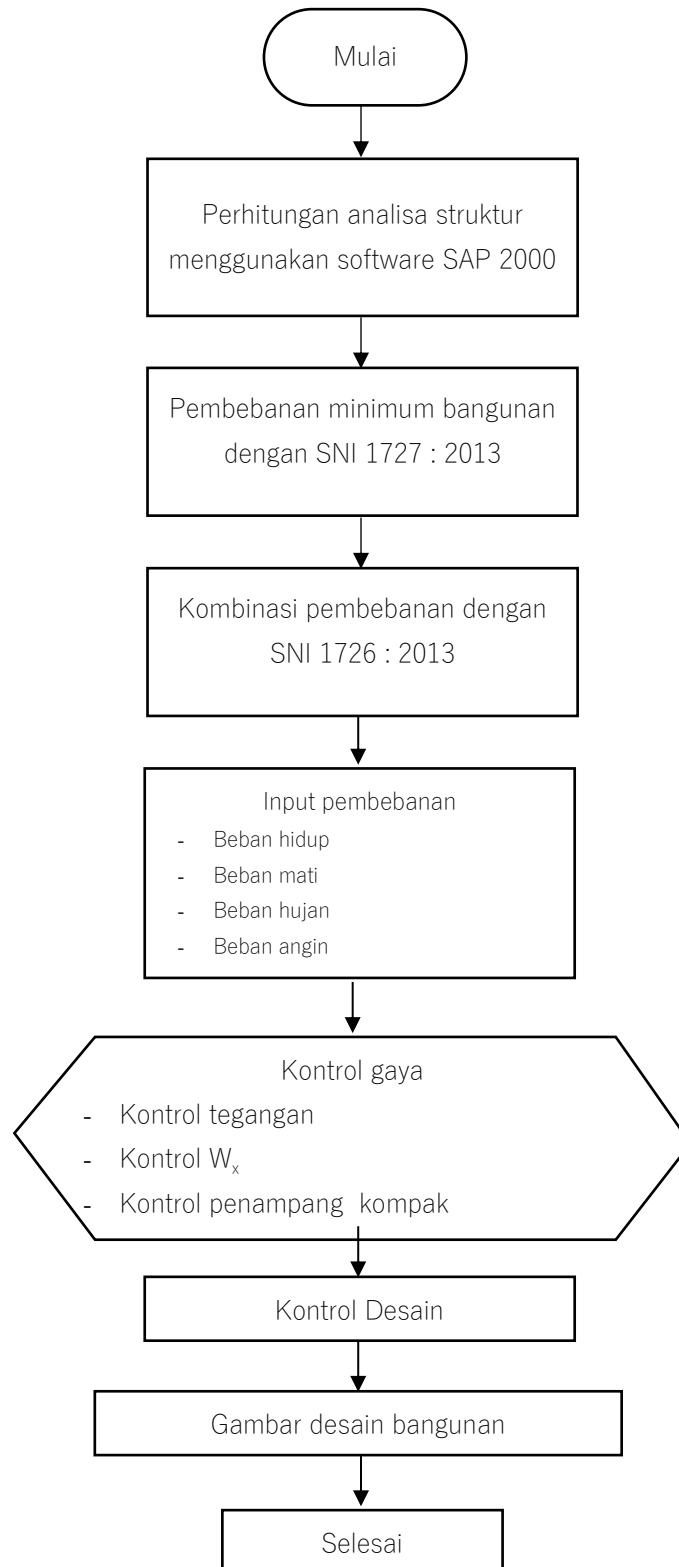 Mulai
Perhitungan analisa struktur
menggunakan software SAP 2000
Pembebanan minimum bangunan
dengan SNI 1727 : 2013
Kombinasi pembebanan dengan
SNI 1726 : 2013
Input pembebanan
- Beban hidup
- Beban mati
- Beban hujan
- Beban angin
Kontrol gaya
- Kontrol tegangan
- Kontrol Wₓ
- Kontrol penampang kompak
Kontrol Desain
Gambar desain bangunan
Selesai